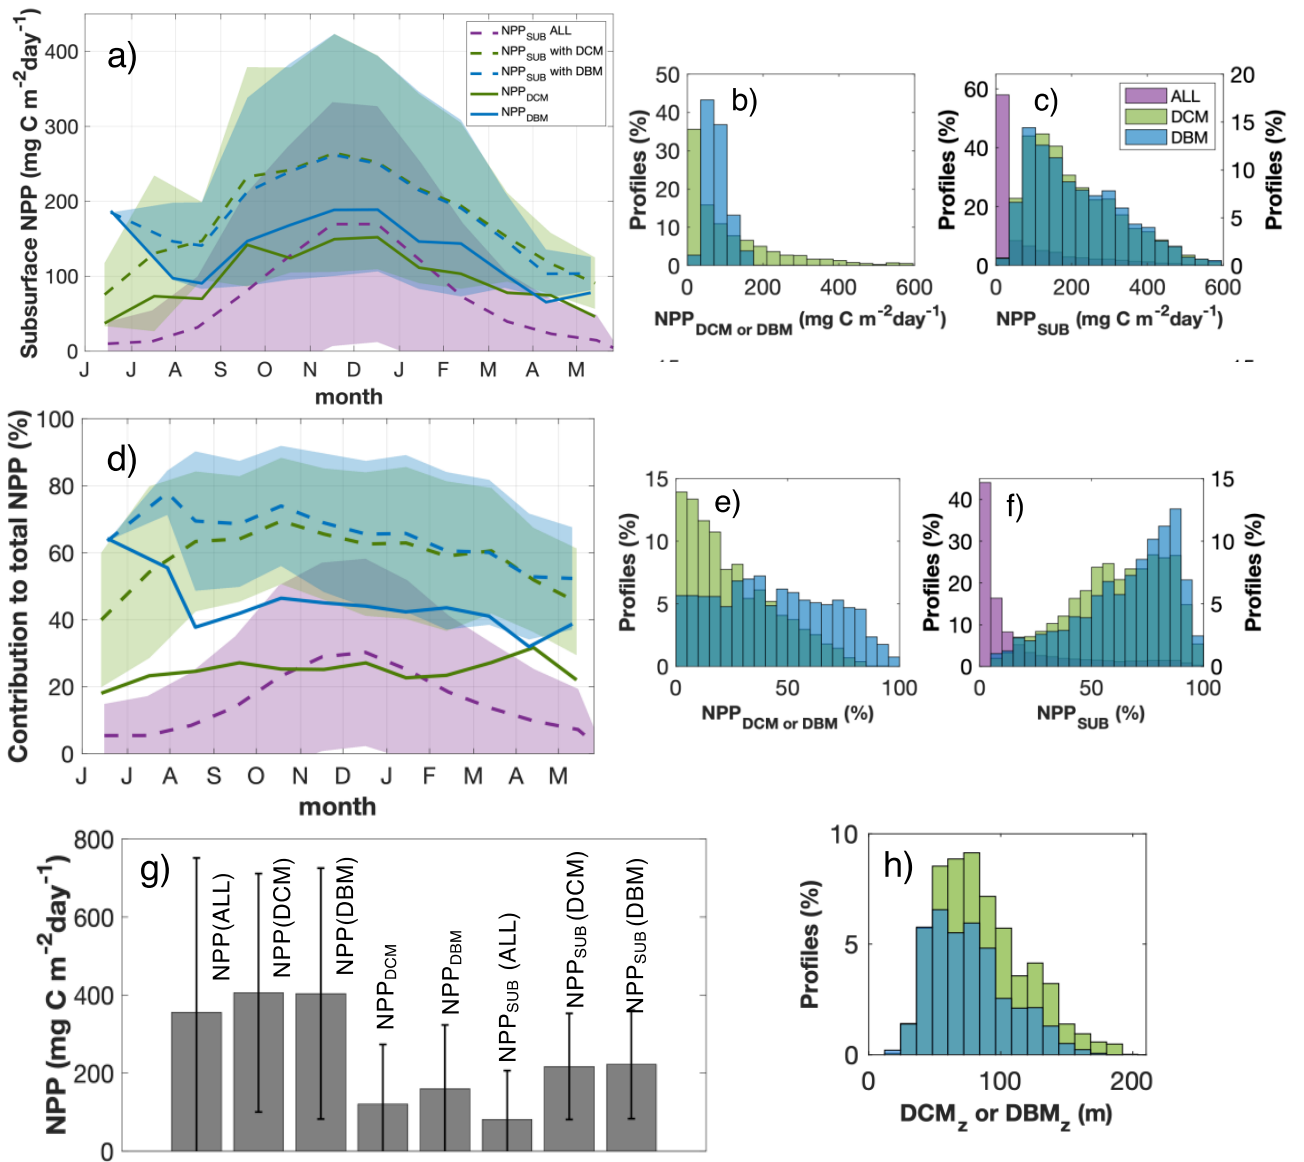 a)
Subsurface NPP (mg C m-2day-1)
400
300
200
100
0
NPPSUB ALL
NPPSUB with DCM
NPPSUB with DBM
NPPDCM
NPPDBM
J J A S O N D J F M A M
month
b)
Profiles (%)
50
40
30
20
10
0
0 200 400 600
NPPDCM or DBM (mg C m-2day-1)
c)
Profiles (%)
60
40
20
0
ALL
DCM
DBM
20
15
10
5
0
Profiles (%)
0 200 400 600
NPPSUB (mg C m-2day-1)
d)
Contribution to total NPP (%)
100
80
60
40
20
0
J J A S O N D J F M A M
month
e)
Profiles (%)
15
10
5
0
0 50 100
NPPDCM or DBM (%)
f)
Profiles (%)
40
30
20
10
0
15
10
5
0
Profiles (%)
0 50 100
NPPSUB (%)
g)
NPP (mg C m-2day-1)
800
600
400
200
0
NPP(ALL)
NPP(DCM)
NPP(DBM)
NPPDCM
NPPDBM
NPPSUB (ALL)
NPPSUB (DCM)
NPPSUB (DBM)
h)
Profiles (%)
10
5
0
0 100 200
DCMz or DBMz (m)